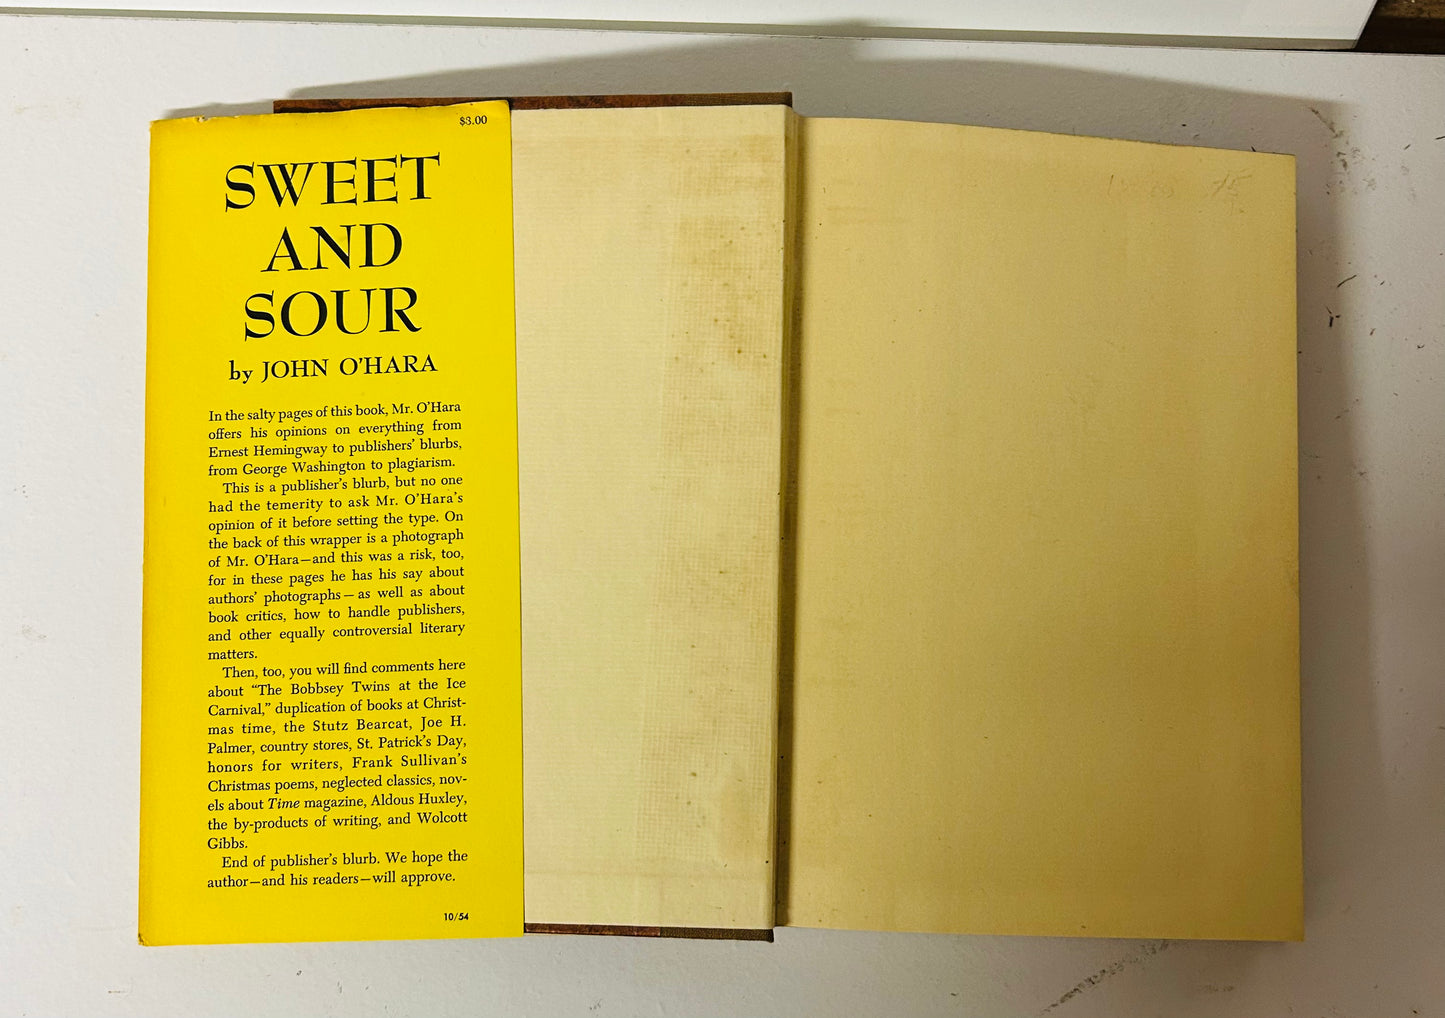 $3.00
SWEET
AND
SOUR
by JOHN O'HARA
In the salty pages of this book, Mr. O'Hara
offers his opinions on everything from
Ernest Hemingway to publishers' blurbs,
from George Washington to plagiarism.
This is a publisher's blurb, but no one
had the temerity to ask Mr. O'Hara's
opinion of it before setting the type. On
the back of this wrapper is a photograph
of Mr. O'Hara—and this was a risk, too,
for in these pages he has his say about
authors' photographs—as well as about
book critics, how to handle publishers,
and other equally controversial literary
matters.
Then, too, you will find comments here
about "The Bobbsey Twins at the Ice
Carnival," duplication of books at Christ-
mas time, the Stutz Bearcat, Joe H.
Palmer, country stores, St. Patrick's Day,
honors for writers, Frank Sullivan's
Christmas poems, neglected classics, nov-
els about Time magazine, Aldous Huxley,
the by-products of writing, and Wolcott
Gibbs.
End of publisher's blurb. We hope the
author—and his readers—will approve.
10/54